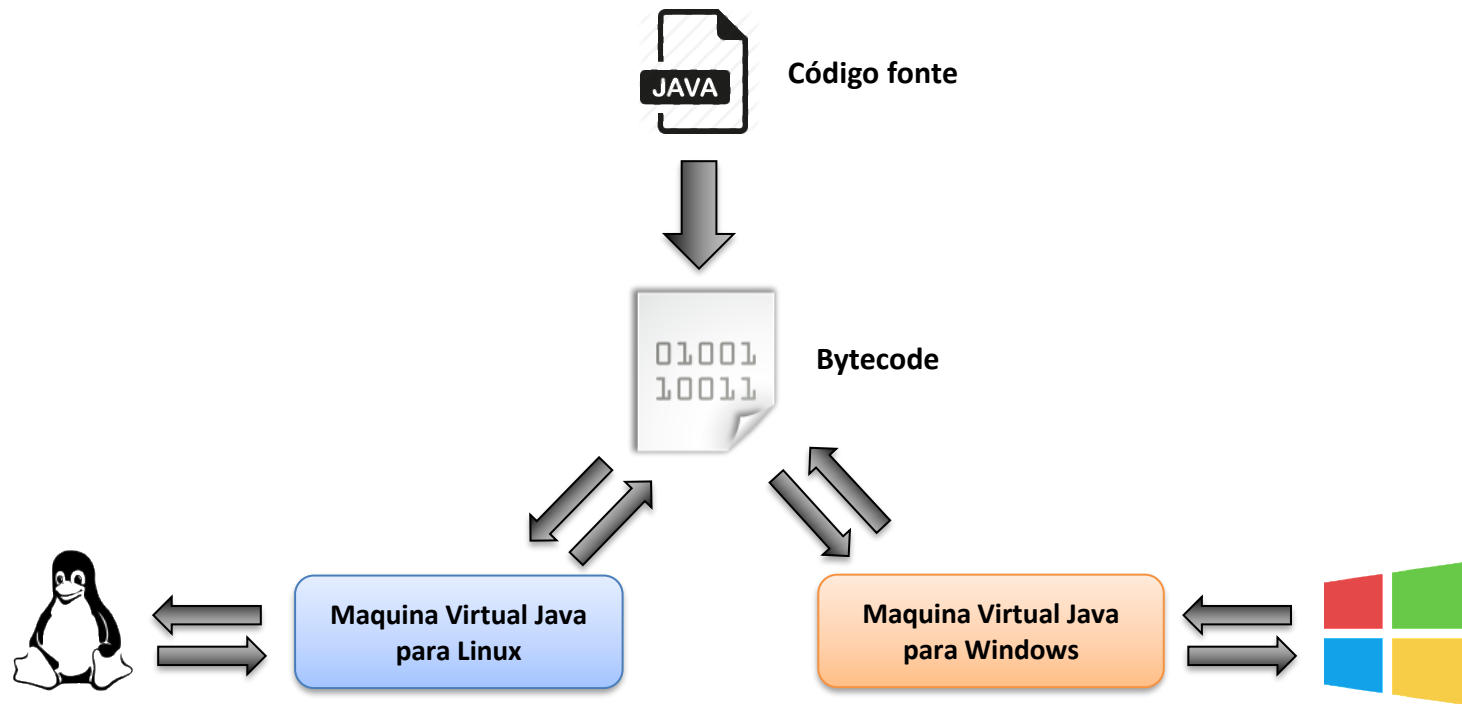 JAVA
Código fonte
01001
10011
Bytecode
Maquina Virtual Java
para Linux
Maquina Virtual Java
para Windows